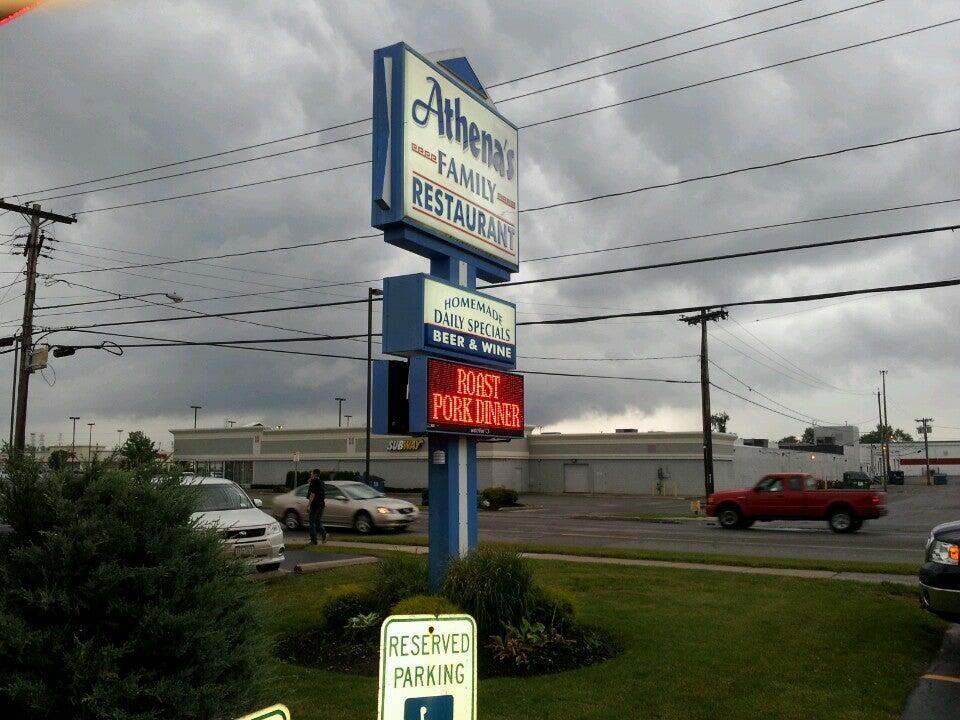 Athena's
FAMILY
RESTAURANT
HOMEMADE
DAILY SPECIALS
BEER & WINE
ROAST
PORK DINNER
SUBWAY
RESERVED
PARKING